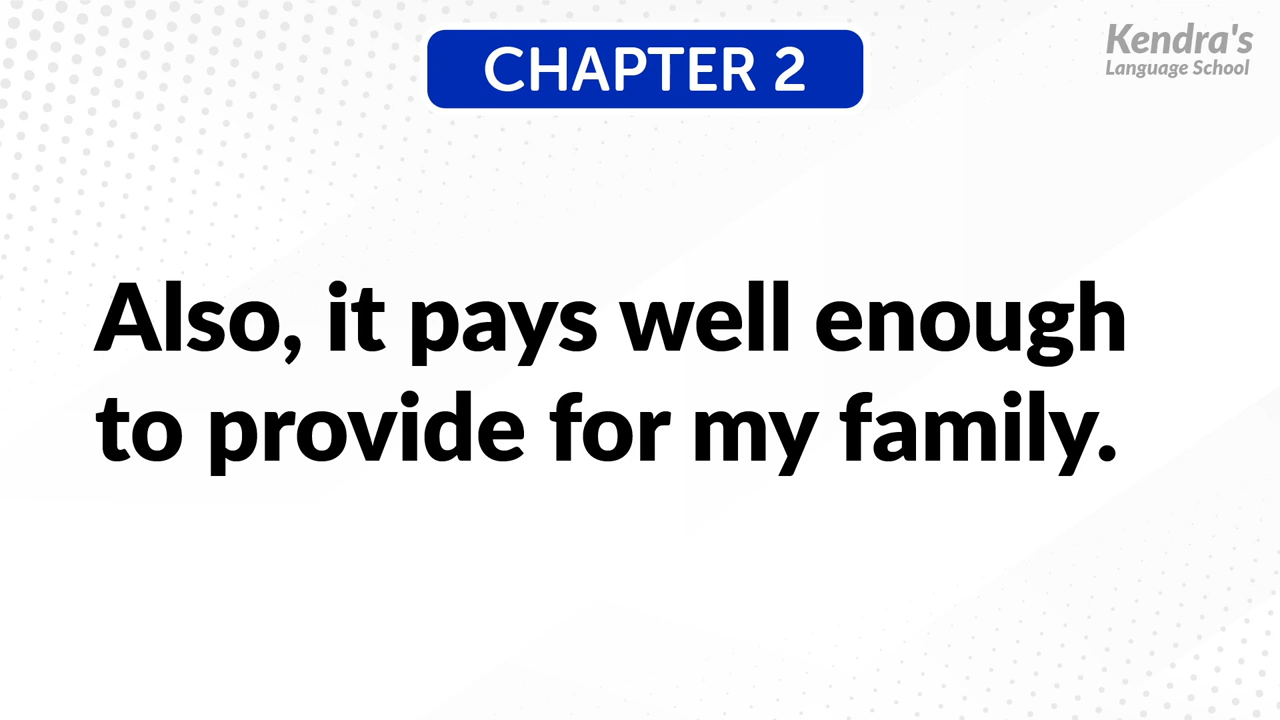 CHAPTER 2
Kendra's
Language School
Also, it pays well enough
to provide for my family.